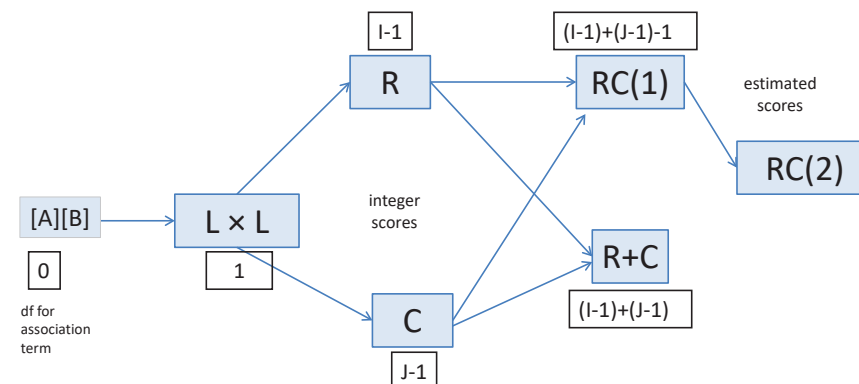 I-1
(I-1)+(J-1)-1
R
RC(1)
estimated
scores
RC(2)
integer
scores
[A][B]
L × L
R+C
0
1
(I-1)+(J-1)
df for
association
term
C
J-1